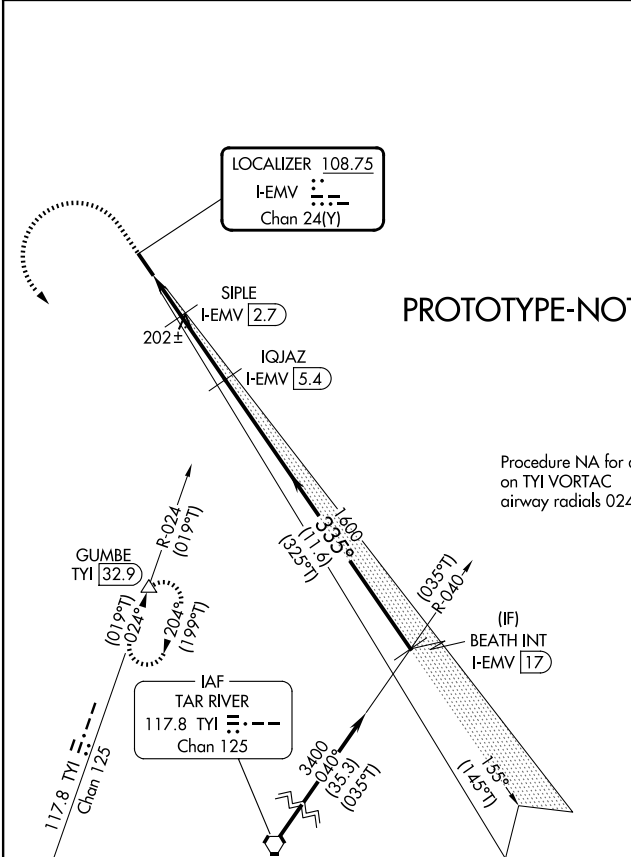 LOCALIZER 108.75
I-EMV
Chan 24(Y)
SIPLE
I-EMV 2.7
202±
PROTOTYPE-NOT
IQJAZ
I-EMV 5.4
Procedure NA for a
on TYI VORTAC
airway radials 024
R-024
(019°T)
1600
335°
(11.6)
(325°T)
GUMBE
TYI 32.9
(019°T)
024°
204°
(199°T)
(035°T)
R-040
(IF)
BEATH INT
I-EMV 17
IAF
TAR RIVER
117.8 TYI
Chan 125
117.8 TYI
Chan 125
3400
040°
(35.3)
(035°T)
155°
(145°T)